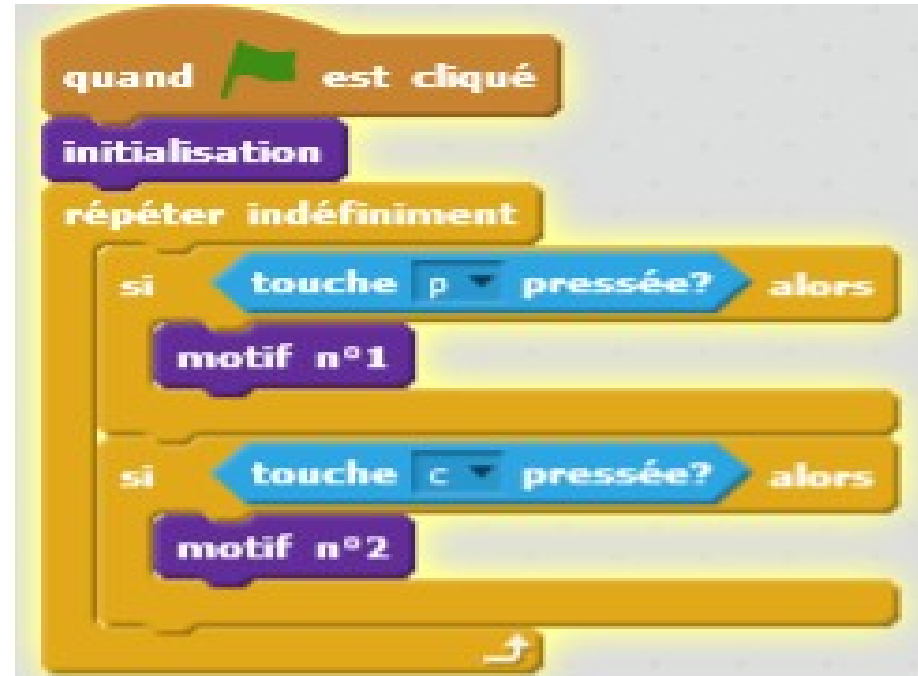 quand est cliqué
initialisation
répéter indéfiniment
si touche p pressée? alors
motif n°1
si touche c pressée? alors
motif n°2